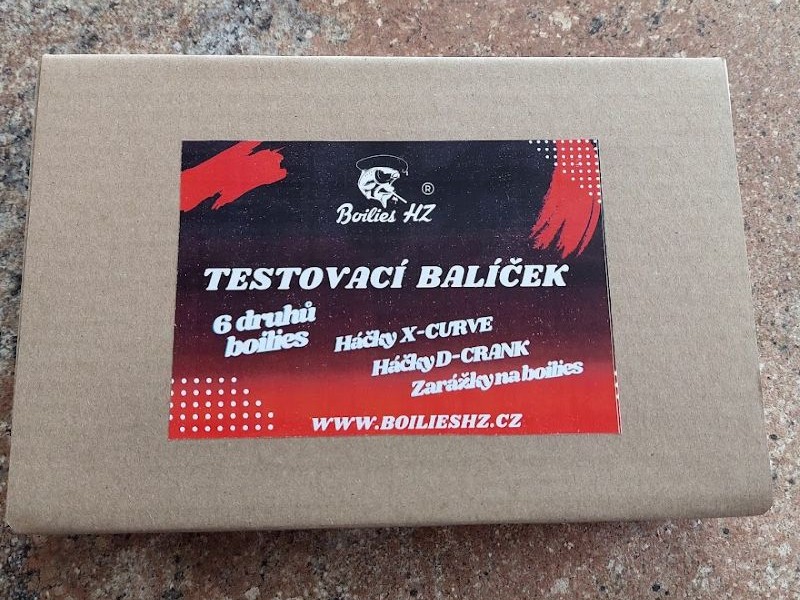 Boilies HZ ®
TESTOVACÍ BALÍČEK
6 druhů
boilies
Háčky X-CURVE
Háčky D-CRANK
Zarážky na boilies
WWW.BOILIESHZ.CZ